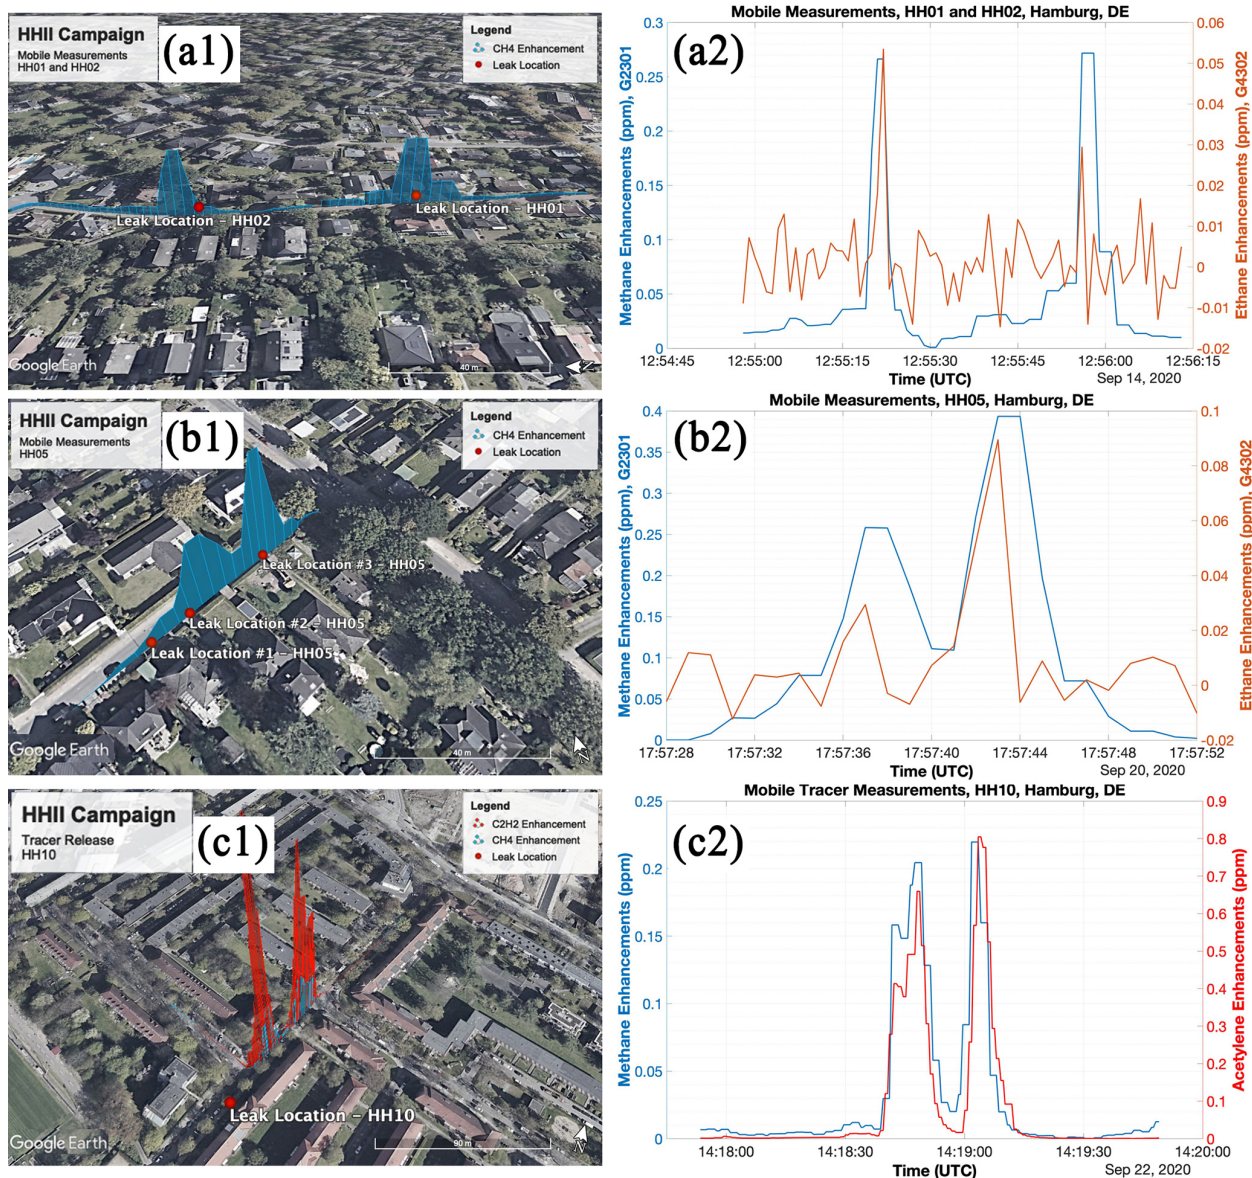 HHII Campaign
Mobile Measurements
HH01 and HH02
(a1)
Legend
CH4 Enhancement
Leak Location
Leak Location - HH02
Leak Location - HH01
Google Earth
40 m
Mobile Measurements, HH01 and HH02, Hamburg, DE
(a2)
Methane Enhancements (ppm), G2301
0.3
0.25
0.2
0.15
0.1
0.05
0
Ethane Enhancements (ppm), G4302
0.06
0.05
0.04
0.03
0.02
0.01
0
-0.01
-0.02
12:54:45 12:55:00 12:55:15 12:55:30 12:55:45 12:56:00 12:56:15
Time (UTC)
Sep 14, 2020
HHII Campaign
Mobile Measurements
HH05
(b1)
Legend
CH4 Enhancement
Leak Location
Leak Location #3 - HH05
Leak Location #2 - HH05
Leak Location #1 - HH05
Google Earth
40 m
N
Mobile Measurements, HH05, Hamburg, DE
(b2)
Methane Enhancements (ppm), G2301
0.4
0.35
0.3
0.25
0.2
0.15
0.1
0.05
0
Ethane Enhancements (ppm), G4302
0.1
0.08
0.06
0.04
0.02
0
-0.02
17:57:28 17:57:32 17:57:36 17:57:40 17:57:44 17:57:48 17:57:52
Time (UTC)
Sep 20, 2020
HHII Campaign
Tracer Release
HH10
(c1)
Legend
C2H2 Enhancement
CH4 Enhancement
Leak Location
Leak Location - HH10
Google Earth
90 m
N
Mobile Tracer Measurements, HH10, Hamburg, DE
(c2)
Methane Enhancements (ppm)
0.25
0.2
0.15
0.1
0.05
0
Acetylene Enhancements (ppm)
0.9
0.8
0.7
0.6
0.5
0.4
0.3
0.2
0.1
0
14:18:00 14:18:30 14:19:00 14:19:30 14:20:00
Time (UTC)
Sep 22, 2020